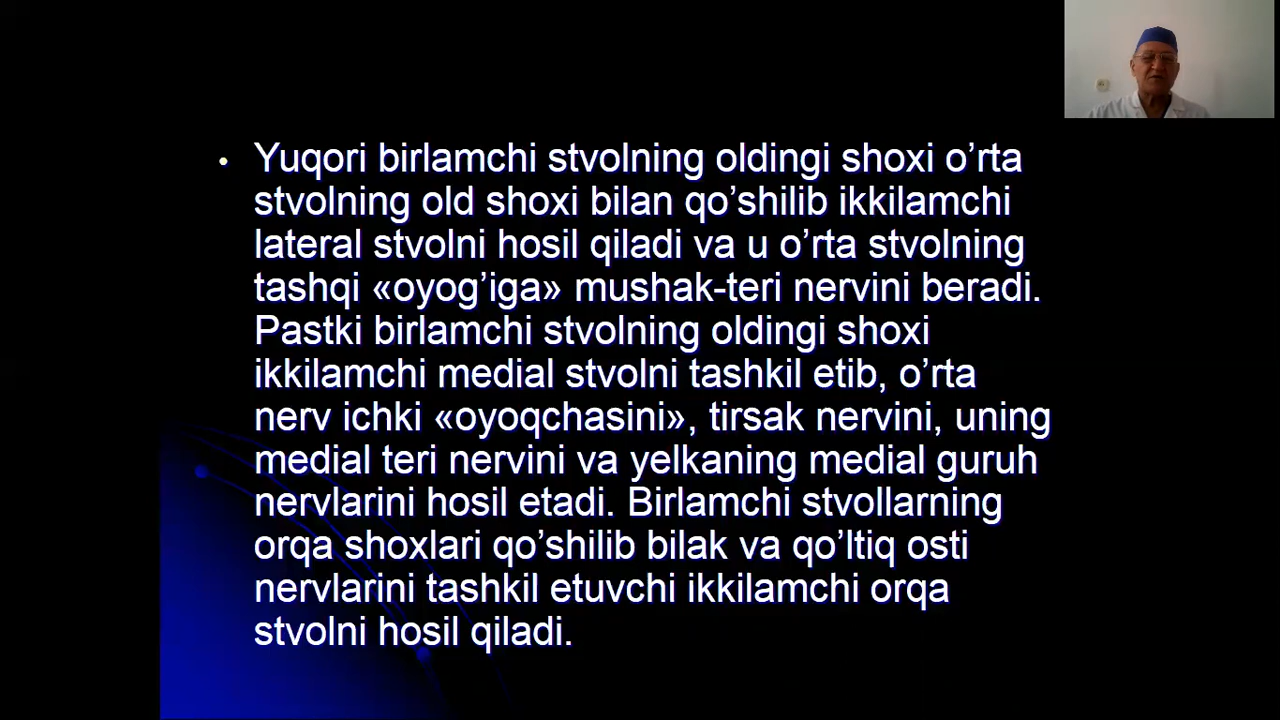 • Yuqori birlamchi stvolning oldingi shoxi o’rta
stvolning old shoxi bilan qo’shilib ikkilamchi
lateral stvolni hosil qiladi va u o’rta stvolning
tashqi «oyog’iga» mushak-teri nervini beradi.
Pastki birlamchi stvolning oldingi shoxi
ikkilamchi medial stvolni tashkil etib, o’rta
nerv ichki «oyoqchasini», tirsak nervini, uning
medial teri nervini va yelkaning medial guruh
nervlarini hosil etadi. Birlamchi stvollarning
orqa shoxlari qo’shilib bilak va qo’ltiq osti
nervlarini tashkil etuvchi ikkilamchi orqa
stvolni hosil qiladi.